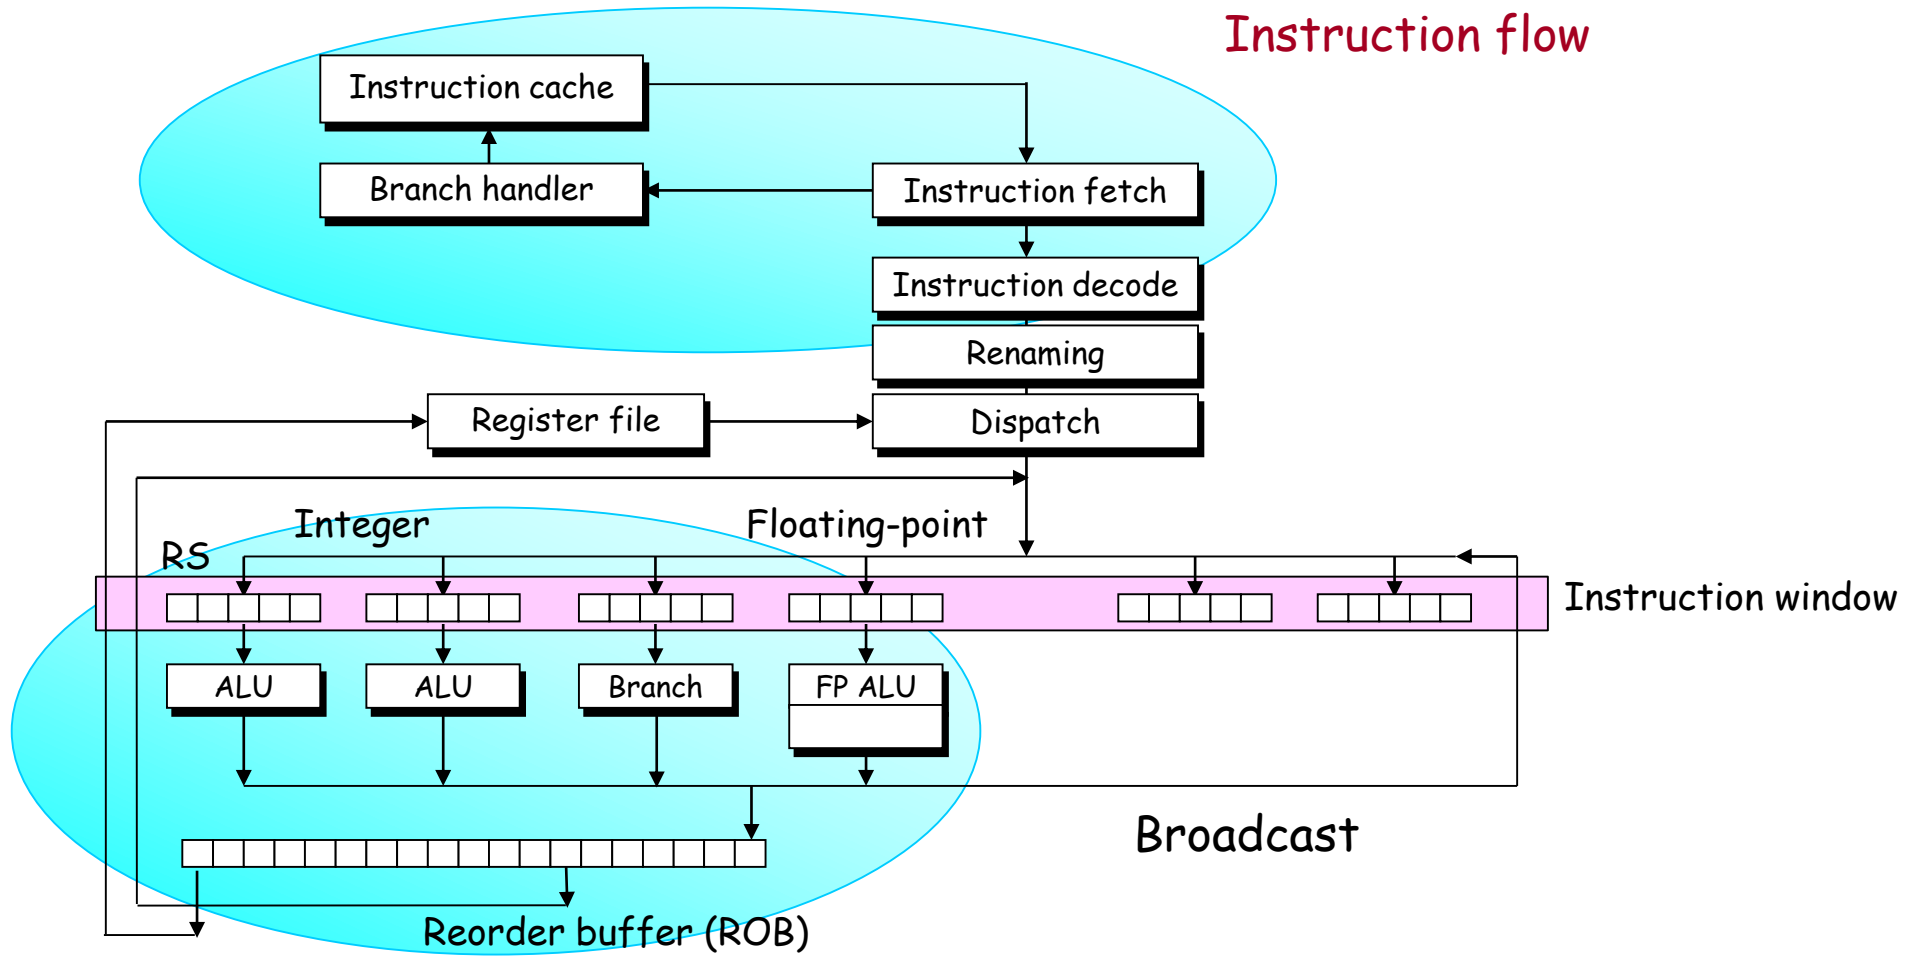 Instruction flow
Instruction cache
Branch handler
Instruction fetch
Instruction decode
Renaming
Register file
Dispatch
Integer
Floating-point
RS
Instruction window
ALU
ALU
Branch
FP ALU
Broadcast
Reorder buffer (ROB)